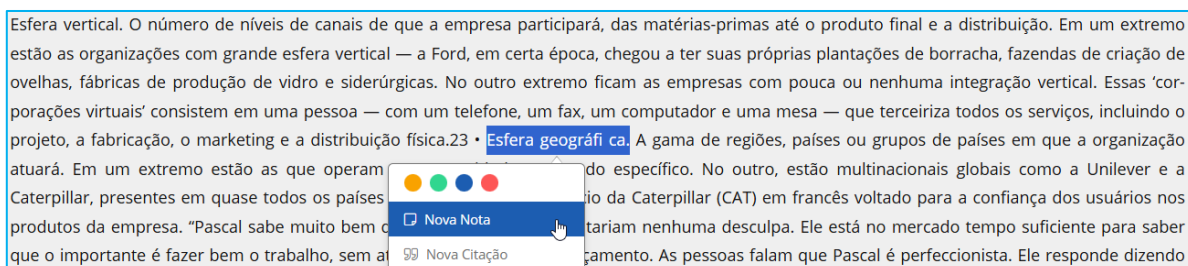 Esfera vertical. O número de níveis de canais de que a empresa participará, das matérias-primas até o produto final e a distribuição. Em um extremo
estão as organizações com grande esfera vertical — a Ford, em certa época, chegou a ter suas próprias plantações de borracha, fazendas de criação de
ovelhas, fábricas de produção de vidro e siderúrgicas. No outro extremo ficam as empresas com pouca ou nenhuma integração vertical. Essas ‘cor-
porações virtuais’ consistem em uma pessoa — com um telefone, um fax, um computador e uma mesa — que terceiriza todos os serviços, incluindo o
projeto, a fabricação, o marketing e a distribuição física.23 • Esfera geográfi ca. A gama de regiões, países ou grupos de países em que a organização
atuará. Em um extremo estão as que operam do específico. No outro, estão multinacionais globais como a Unilever e a
Caterpillar, presentes em quase todos os países io da Caterpillar (CAT) em francês voltado para a confiança dos usuários nos
Nova Nota
produtos da empresa. “Pascal sabe muito bem tariam nenhuma desculpa. Ele está no mercado tempo suficiente para saber
Nova Citação
que o importante é fazer bem o trabalho, sem çamento. As pessoas falam que Pascal é perfeccionista. Ele responde dizendo